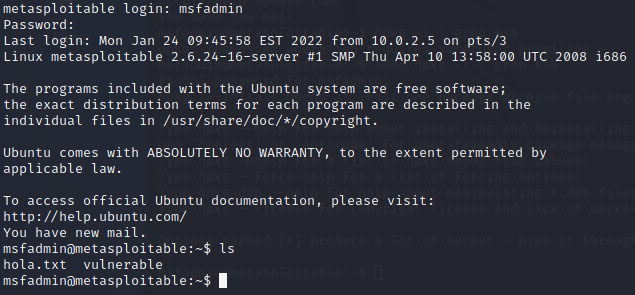 metasploitable login: msfadmin
Password:
Last login: Mon Jan 24 09:45:58 EST 2022 from 10.0.2.5 on pts/3
Linux metasploitable 2.6.24-16-server #1 SMP Thu Apr 10 13:58:00 UTC 2008 i686
The programs included with the Ubuntu system are free software;
the exact distribution terms for each program are described in the
individual files in /usr/share/doc/*/copyright.
Ubuntu comes with ABSOLUTELY NO WARRANTY, to the extent permitted by
applicable law.
To access official Ubuntu documentation, please visit:
http://help.ubuntu.com/
You have new mail.
msfadmin@metasploitable:~$ ls
hola.txt  vulnerable
msfadmin@metasploitable:~$